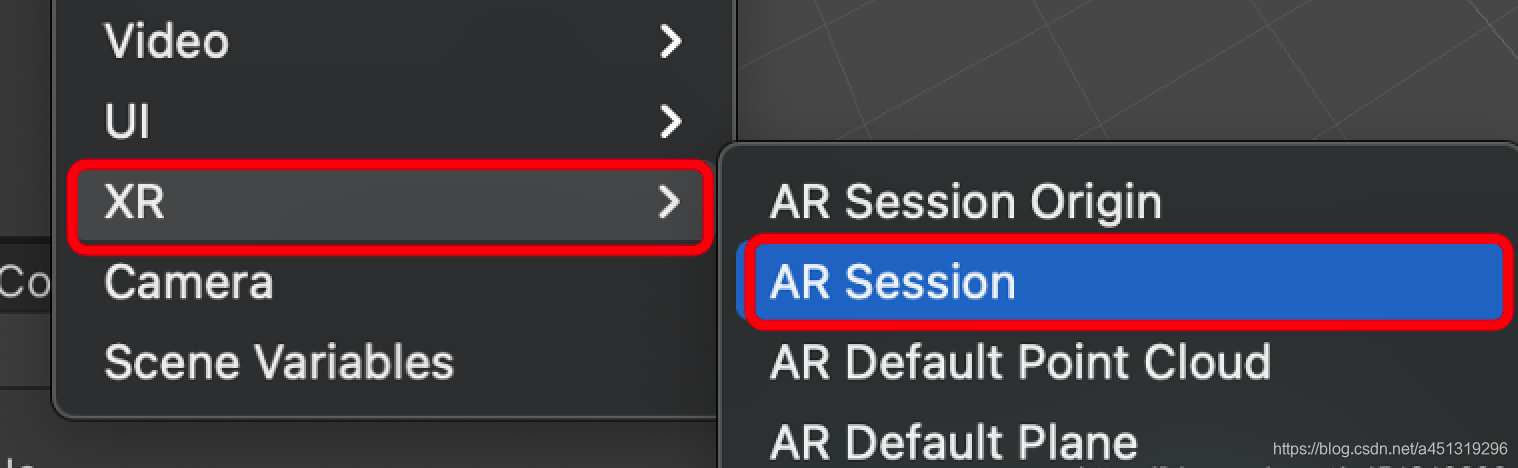 Video
UI
XR
Camera
Scene Variables
Co
AR Session Origin
AR Session
AR Default Point Cloud
AR Default Plane
https://blog.csdn.net/a451319296